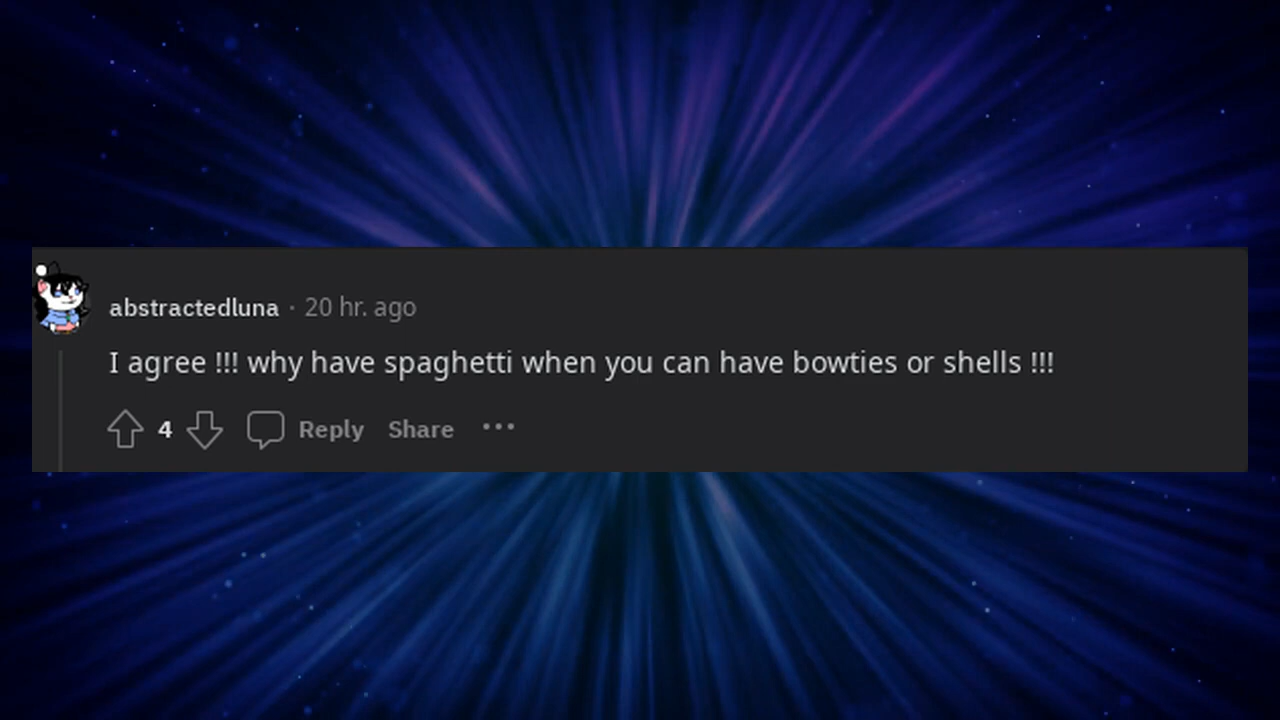 abstractedluna · 20 hr. ago
I agree !!! why have spaghetti when you can have bowties or shells !!!
4 Reply Share ...